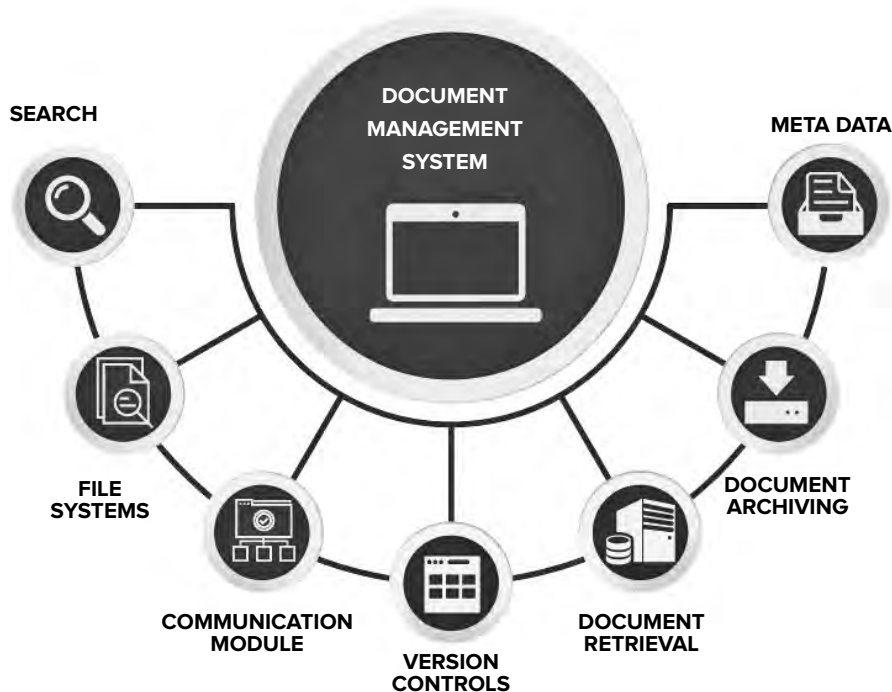 DOCUMENT
MANAGEMENT
SYSTEM
SEARCH
META DATA
FILE
SYSTEMS
DOCUMENT
ARCHIVING
COMMUNICATION
MODULE
DOCUMENT
RETRIEVAL
VERSION
CONTROLS